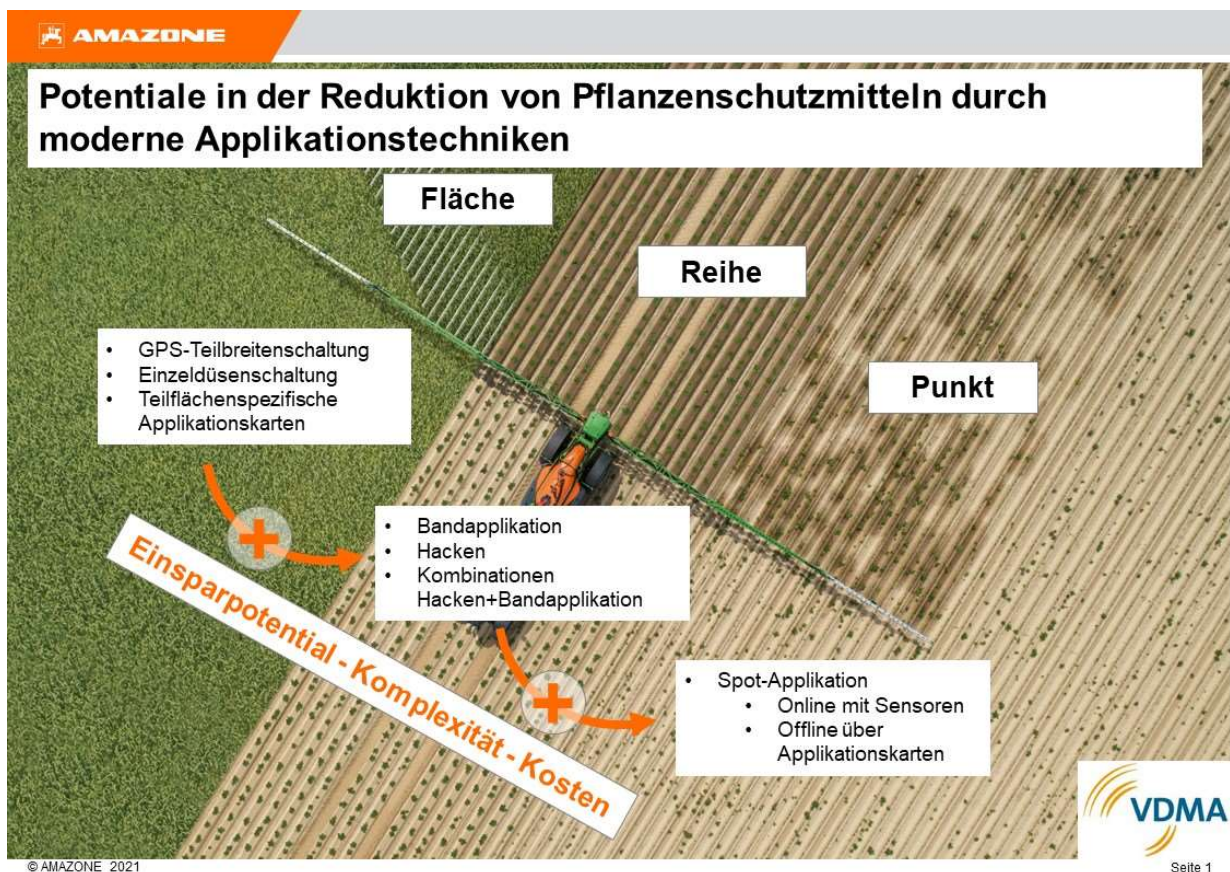 AMAZONE
Potentiale in der Reduktion von Pflanzenschutzmitteln durch
moderne Applikationstechniken
Fläche
Reihe
Punkt
• GPS-Teilbreitenschaltung
• Einzeldüsenschaltung
• Teilflächenspezifische
Applikationskarten
+
• Bandapplikation
• Hacken
• Kombinationen
Hacken+Bandapplikation
Einsparpotential - Komplexität - Kosten
+
• Spot-Applikation
• Online mit Sensoren
• Offline über
Applikationskarten
VDMA
© AMAZONE 2021
Seite 1